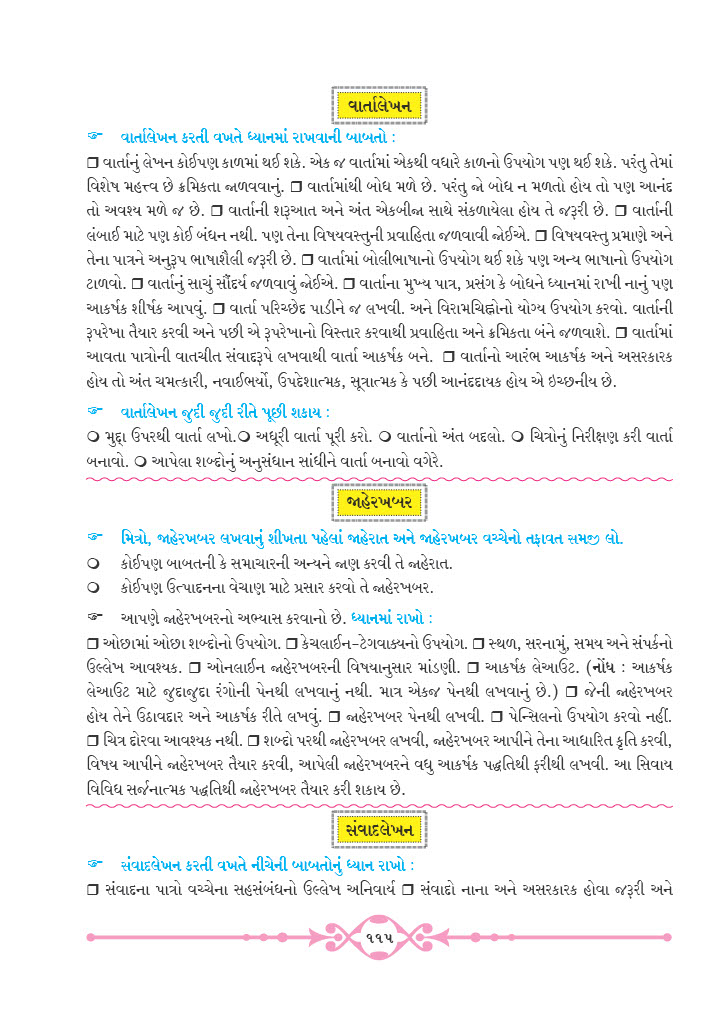 વાર્તાલેખન
☞ વાર્તાલેખન કરતી વખતે ધ્યાનમાં રાખવાની બાબતો :
❒ વાર્તાનું લેખન કોઈપણ કાળમાં થઈ શકે. એક જ વાર્તામાં એકથી વધારે કાળનો ઉપયોગ પણ થઈ શકે. પરંતુ તેમાં
વિશેષ મહત્ત્વ છે ક્રમિકતા જાળવવાનું. ❒ વાર્તામાંથી બોધ મળે છે. પરંતુ જો બોધ ન મળતો હોય તો પણ આનંદ
તો અવશ્ય મળે જ છે. ❒ વાર્તાની શરૂઆત અને અંત એકબીજા સાથે સંકળાયેલા હોય તે જરૂરી છે. ❒ વાર્તાની
લંબાઈ માટે પણ કોઈ બંધન નથી. પણ તેના વિષયવસ્તુની પ્રવાહિતા જળવાવી જોઈએ. ❒ વિષયવસ્તુ પ્રમાણે અને
તેના પાત્રને અનુરૂપ ભાષાશૈલી જરૂરી છે. ❒ વાર્તામાં બોલીભાષાનો ઉપયોગ થઈ શકે પણ અન્ય ભાષાનો ઉપયોગ
ટાળવો. ❒ વાર્તાનું સાચું સૌંદર્ય જળવાવું જોઈએ. ❒ વાર્તાના મુખ્ય પાત્ર, પ્રસંગ કે બોધને ધ્યાનમાં રાખી નાનું પણ
આકર્ષક શીર્ષક આપવું. ❒ વાર્તા પરિચ્છેદ પાડીને જ લખવી. અને વિરામચિહ્નોનો યોગ્ય ઉપયોગ કરવો. વાર્તાની
રૂપરેખા તૈયાર કરવી અને પછી એ રૂપરેખાનો વિસ્તાર કરવાથી પ્રવાહિતા અને ક્રમિકતા બંને જળવાશે. ❒ વાર્તામાં
આવતા પાત્રોની વાતચીત સંવાદરૂપે લખવાથી વાર્તા આકર્ષક બને. ❒ વાર્તાનો આરંભ આકર્ષક અને અસરકારક
હોય તો અંત ચમત્કારી, નવાઈભર્યો, ઉપદેશાત્મક, સૂત્રાત્મક કે પછી આનંદદાયક હોય એ ઇચ્છનીય છે.
☞ વાર્તાલેખન જુદી જુદી રીતે પૂછી શકાય :
❍ મુદ્દા ઉપરથી વાર્તા લખો.❍ અધૂરી વાર્તા પૂરી કરો. ❍ વાર્તાનો અંત બદલો. ❍ ચિત્રોનું નિરીક્ષણ કરી વાર્તા
બનાવો. ❍ આપેલા શબ્દોનું અનુસંધાન સાંધીને વાર્તા બનાવો વગેરે.
જાહેરખબર
☞ મિત્રો, જાહેરખબર લખવાનું શીખતા પહેલાં જાહેરાત અને જાહેરખબર વચ્ચેનો તફાવત સમજી લો.
❍ કોઈપણ બાબતની કે સમાચારની અન્યને જાણ કરવી તે જાહેરાત.
❍ કોઈપણ ઉત્પાદનના વેચાણ માટે પ્રસાર કરવો તે જાહેરખબર.
☞ આપણે જાહેરખબરનો અભ્યાસ કરવાનો છે. ધ્યાનમાં રાખો :
❒ ઓછામાં ઓછા શબ્દોનો ઉપયોગ. ❒ કેચલાઈન-ટેગવાક્યનો ઉપયોગ. ❒ સ્થળ, સરનામું, સમય અને સંપર્કનો
ઉલ્લેખ આવશ્યક. ❒ ઓનલાઈન જાહેરખબરની વિષયાનુસાર માંડણી. ❒ આકર્ષક લેઆઉટ. (નોંધ : આકર્ષક
લેઆઉટ માટે જુદાજુદા રંગોની પેનથી લખવાનું નથી. માત્ર એકજ પેનથી લખવાનું છે.) ❒ જેની જાહેરખબર
હોય તેને ઉઠાવદાર અને આકર્ષક રીતે લખવું. ❒ જાહેરખબર પેનથી લખવી. ❒ પેન્સિલનો ઉપયોગ કરવો નહીં.
❒ ચિત્ર દોરવા આવશ્યક નથી. ❒ શબ્દો પરથી જાહેરખબર લખવી, જાહેરખબર આપીને તેના આધારિત કૃતિ કરવી,
વિષય આપીને જાહેરખબર તૈયાર કરવી, આપેલી જાહેરખબરને વધુ આકર્ષક પદ્ધતિથી ફરીથી લખવી. આ સિવાય
વિવિધ સર્જનાત્મક પદ્ધતિથી જાહેરખબર તૈયાર કરી શકાય છે.
સંવાદલેખન
☞ સંવાદલેખન કરતી વખતે નીચેની બાબતોનું ધ્યાન રાખો :
❒ સંવાદના પાત્રો વચ્ચેના સહસંબંધનો ઉલ્લેખ અનિવાર્ય ❒ સંવાદો નાના અને અસરકારક હોવા જરૂરી અને
૧૧૫